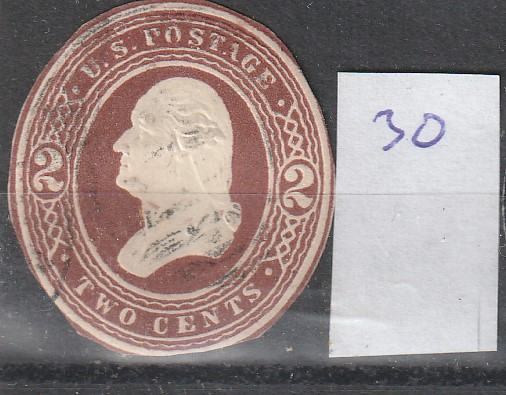 U.S. POSTAGE
2 2
TWO CENTS
30